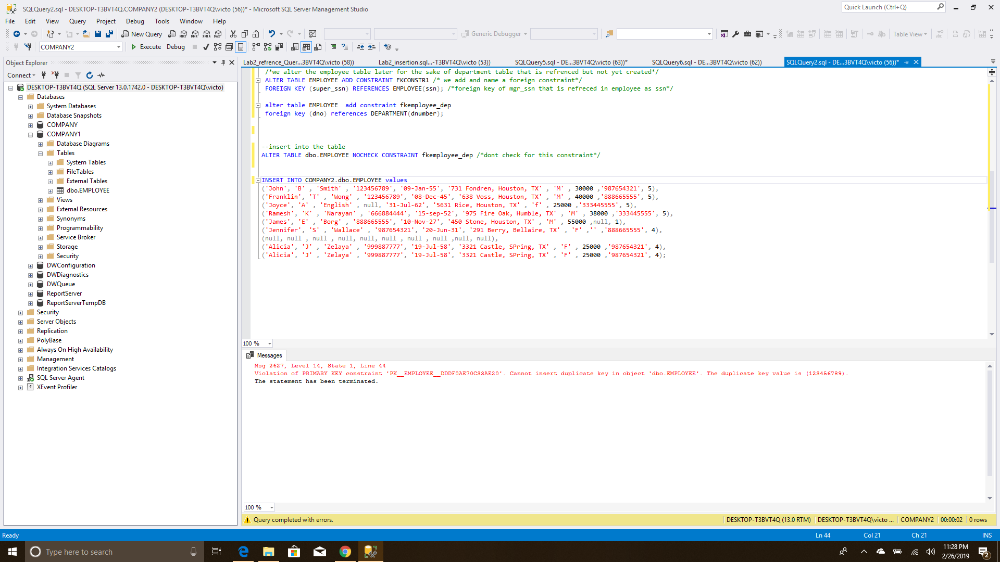 SQLQuery2.sql - DESKTOP-T3BVT4Q.COMPANY2 (DESKTOP-T3BVT4Q\victo (56))* - Microsoft SQL Server Management Studio
Quick Launch (Ctrl+Q)
File Edit View Query Project Debug Tools Window Help
New Query
MDX DMX XMLA DAX
Generic Debugger
Table View
COMPANY2
Execute Debug
Object Explorer
Lab2_refrence_Quer...3BVT4Q\victo (58)) Lab2_insertion.sql...-T3BVT4Q\victo (53)) SQLQuery5.sql - DE...3BVT4Q\victo (63))* SQLQuery6.sql - DE...3BVT4Q\victo (62)) SQLQuery2.sql - DE...3BVT4Q\victo (56))*
Connect
DESKTOP-T3BVT4Q (SQL Server 13.0.1742.0 - DESKTOP-T3BVT4Q\victo)
Databases
System Databases
Database Snapshots
COMPANY
COMPANY1
Database Diagrams
Tables
System Tables
FileTables
External Tables
dbo.EMPLOYEE
Views
External Resources
Synonyms
Programmability
Service Broker
Storage
Security
DWConfiguration
DWDiagnostics
DWQueue
ReportServer
ReportServerTempDB
Security
Server Objects
Replication
PolyBase
Always On High Availability
Management
Integration Services Catalogs
SQL Server Agent
XEvent Profiler
/*we alter the employee table later for the sake of department table that is refrenced but not yet created*/
ALTER TABLE EMPLOYEE ADD CONSTRAINT FKCONSTR1 /* we add and name a foreign constraint*/
FOREIGN KEY (super_ssn) REFERENCES EMPLOYEE(ssn); /*foreign key of mgr_ssn that is refreced in employee as ssn*/
alter table EMPLOYEE  add constraint fkemployee_dep
foreign key (dno) references DEPARTMENT(dnumber);
--insert into the table
ALTER TABLE dbo.EMPLOYEE NOCHECK CONSTRAINT fkemployee_dep /*dont check for this constraint*/
INSERT INTO COMPANY2.dbo.EMPLOYEE values
('John', 'B' , 'Smith' , '123456789', '09-Jan-55', '731 Fondren, Houston, TX' , 'M' , 30000 ,'987654321', 5),
('Franklin', 'T' , 'Wong' , '123456789', '08-Dec-45', '638 Voss, Houston, TX' , 'M' , 40000 ,'888665555', 5),
('Joyce', 'A' , 'English' , null, '31-Jul-62', '5631 Rice, Houston, TX' , 'f' , 25000 ,'333445555', 5),
('Ramesh', 'K' , 'Narayan' , '666884444', '15-sep-52', '975 Fire Oak, Humble, TX' , 'M' , 38000 ,'333445555', 5),
('James', 'E' , 'Borg' , '888665555', '10-Nov-27', '450 Stone, Houston, TX' , 'M' , 55000 ,null, 1),
('Jennifer', 'S' , 'Wallace' , '987654321', '20-Jun-31', '291 Berry, Bellaire, TX' , 'F' ,'' ,'888665555', 4),
(null, null , null , null, null, null , null , null ,null, null),
('Alicia', 'J' , 'Zelaya' , '999887777', '19-Jul-58', '3321 Castle, SPring, TX' , 'F' , 25000 ,'987654321', 4),
('Alicia', 'J' , 'Zelaya' , '999887777', '19-Jul-58', '3321 Castle, SPring, TX' , 'F' , 25000 ,'987654321', 4);
100 %
Messages
Msg 2627, Level 14, State 1, Line 44
Violation of PRIMARY KEY constraint 'PK__EMPLOYEE__DDDF0AE70C33AE20'. Cannot insert duplicate key in object 'dbo.EMPLOYEE'. The duplicate key value is (123456789).
The statement has been terminated.
100 %
Query completed with errors.
DESKTOP-T3BVT4Q (13.0 RTM) DESKTOP-T3BVT4Q\victo ... COMPANY2 00:00:02 0 rows
Ready Ln 44 Col 21 Ch 21 INS
Type here to search
11:28 PM
2/26/2019
2